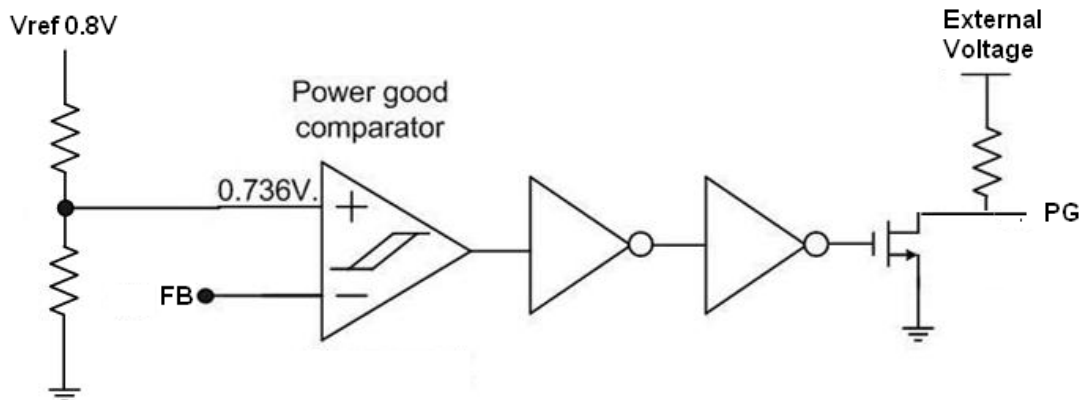 Vref 0.8V
External
Voltage
Power good
comparator
0.736V.
+
−
FB
PG